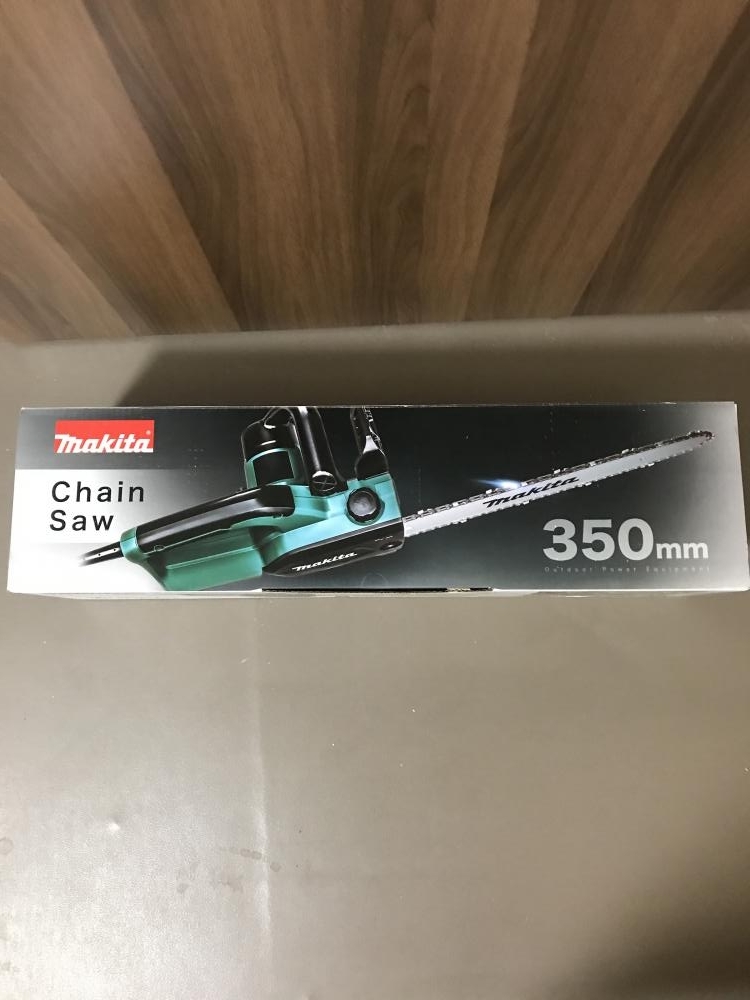 makita
Chain
Saw
makita
makita
350mm
Outdoor Power Equipment